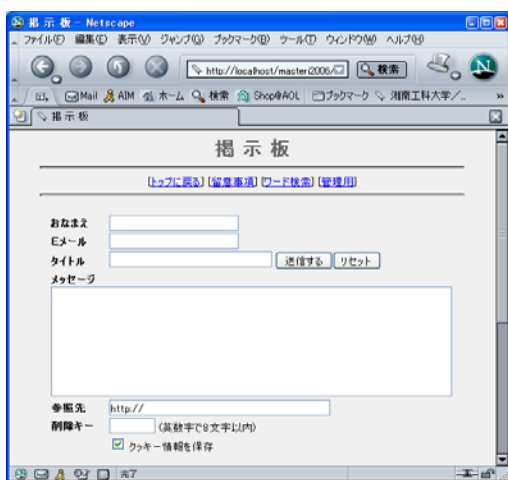 掲 示 板 - Netscape
ファイル(F) 編集(E) 表示(V) ジャンプ(G) ブックマーク(B) ツール(T) ウィンドウ(W) ヘルプ(H)
http://localhost/master2006/ 検索 N
Mail AIM ホーム 検索 Shop@AOL ブックマーク 湘南工科大学/... »
掲 示 板
掲 示 板
[トップに戻る] [留意事項] [ワード検索] [管理用]
おなまえ
Eメール
タイトル 送信する リセット
メッセージ
参照先 http://
削除キー (英数字で8文字以内)
クッキー情報を保存
完了